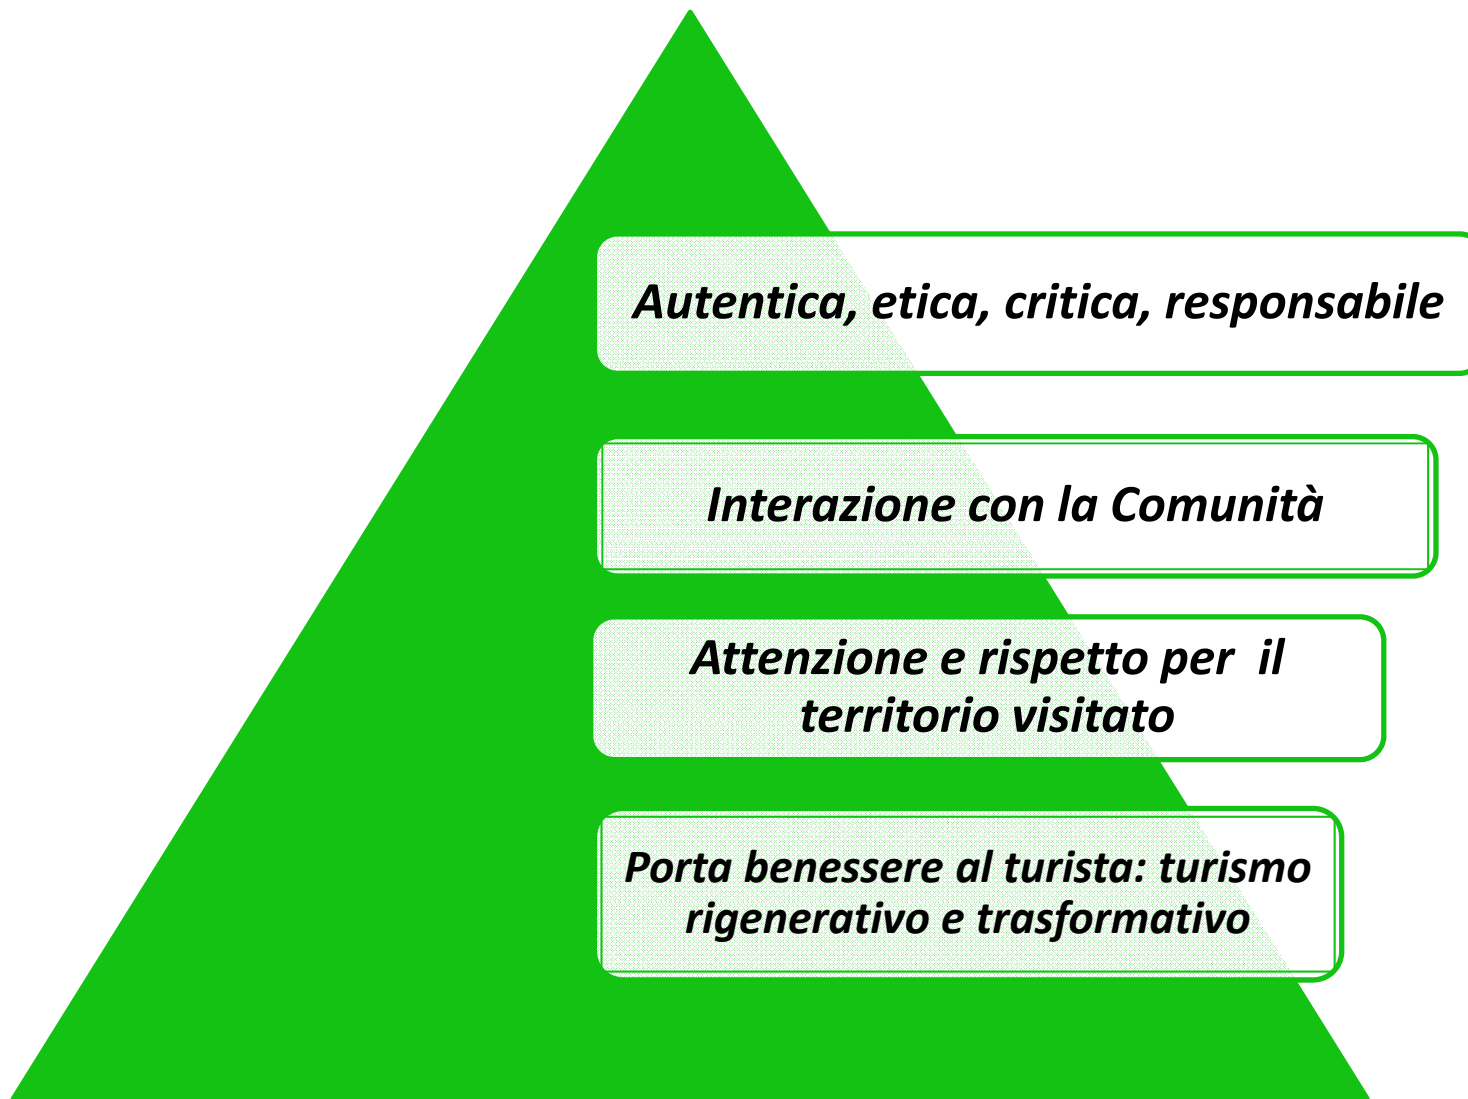 Autentica, etica, critica, responsabile
Interazione con la Comunità
Attenzione e rispetto per il
territorio visitato
Porta benessere al turista: turismo
rigenerativo e trasformativo